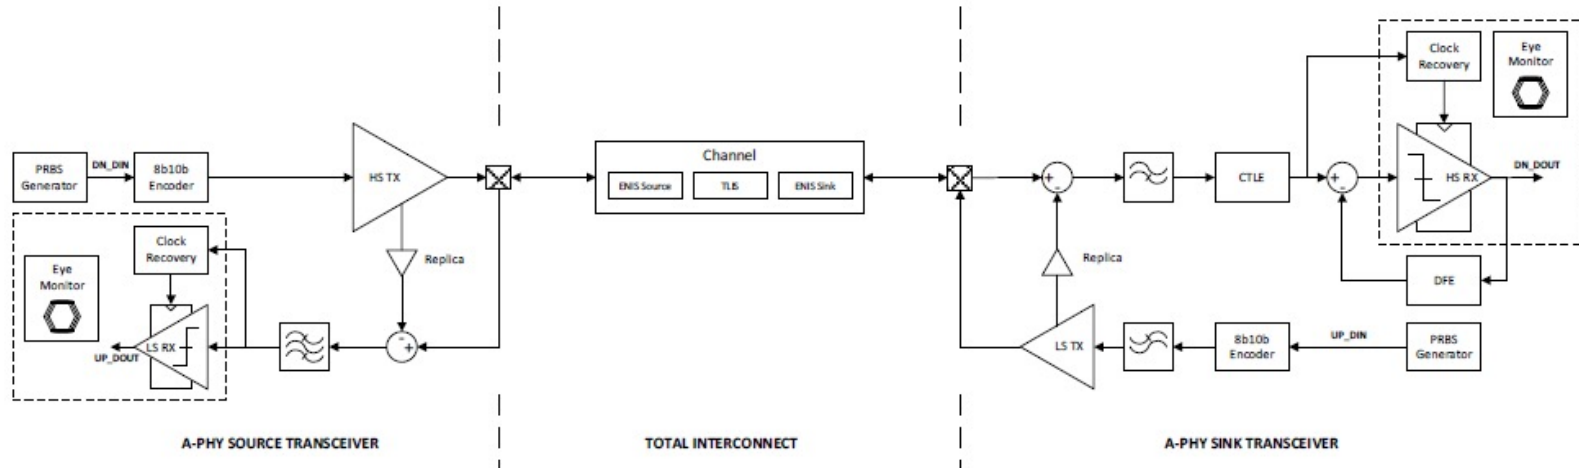 PRBS
Generator
DN_DIN
8b10b
Encoder
HS TX
Replica
Clock
Recovery
Eye
Monitor
LS RX
UP_DOUT
A-PHY SOURCE TRANSCEIVER
Channel
ENIS Source
TLIS
ENIS Sink
TOTAL INTERCONNECT
+
-
CTLE
+
-
Clock
Recovery
Eye
Monitor
HS RX
DN_DOUT
DFE
Replica
LS TX
8b10b
Encoder
UP_DIN
PRBS
Generator
-
+
A-PHY SINK TRANSCEIVER